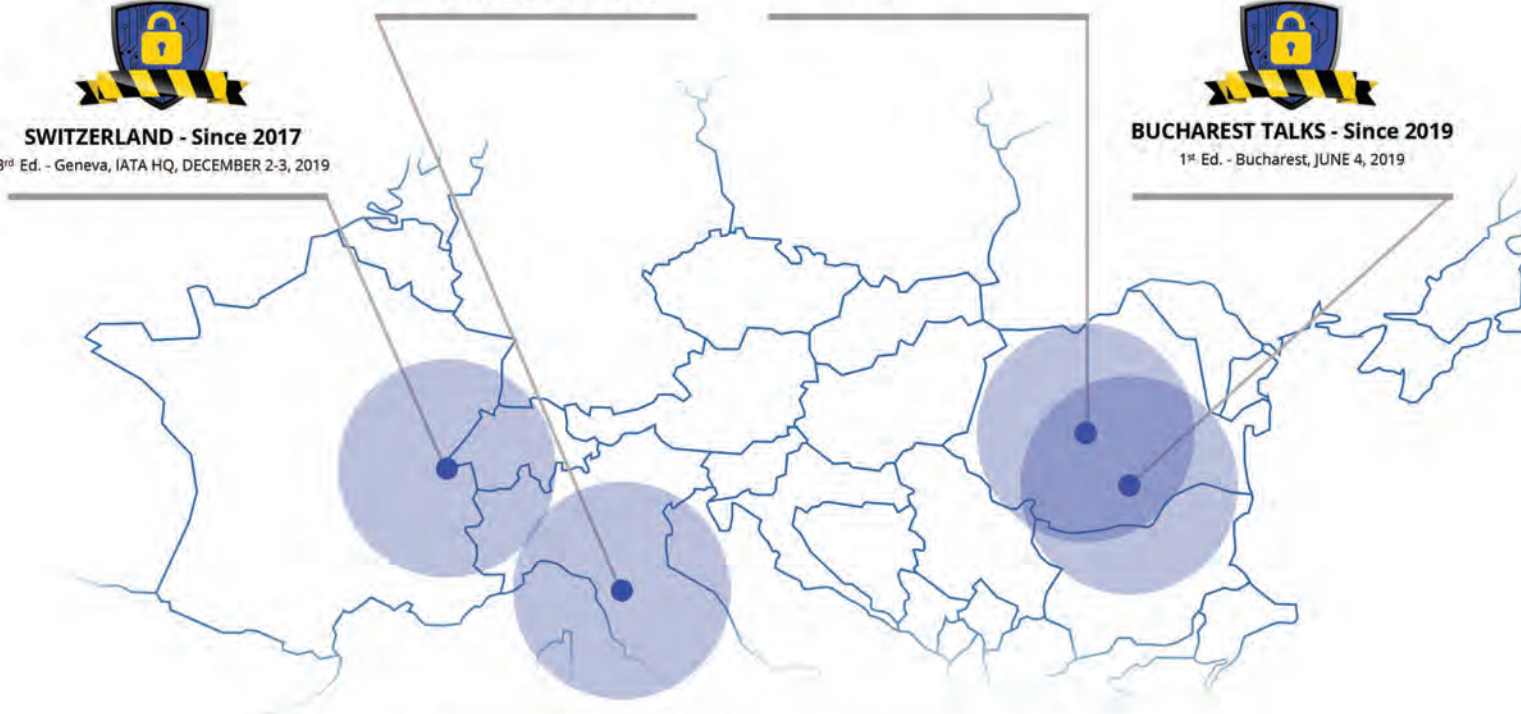 SWITZERLAND - Since 2017
3rd Ed. - Geneva, IATA HQ, DECEMBER 2-3, 2019
BUCHAREST TALKS - Since 2019
1st Ed. - Bucharest, JUNE 4, 2019